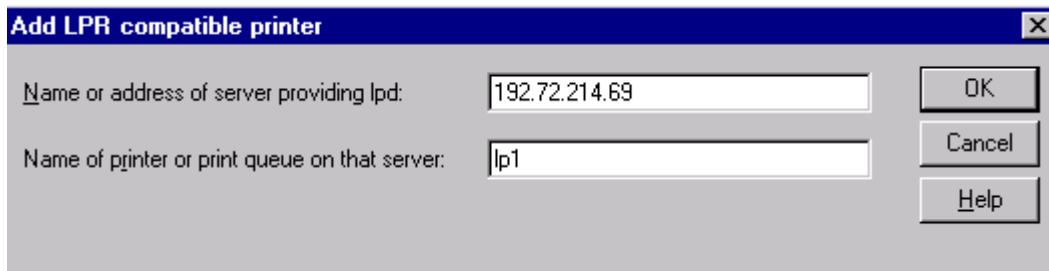 Add LPR compatible printer
Name or address of server providing lpd: 192.72.214.69 OK
Name of printer or print queue on that server: lp1 Cancel
Help